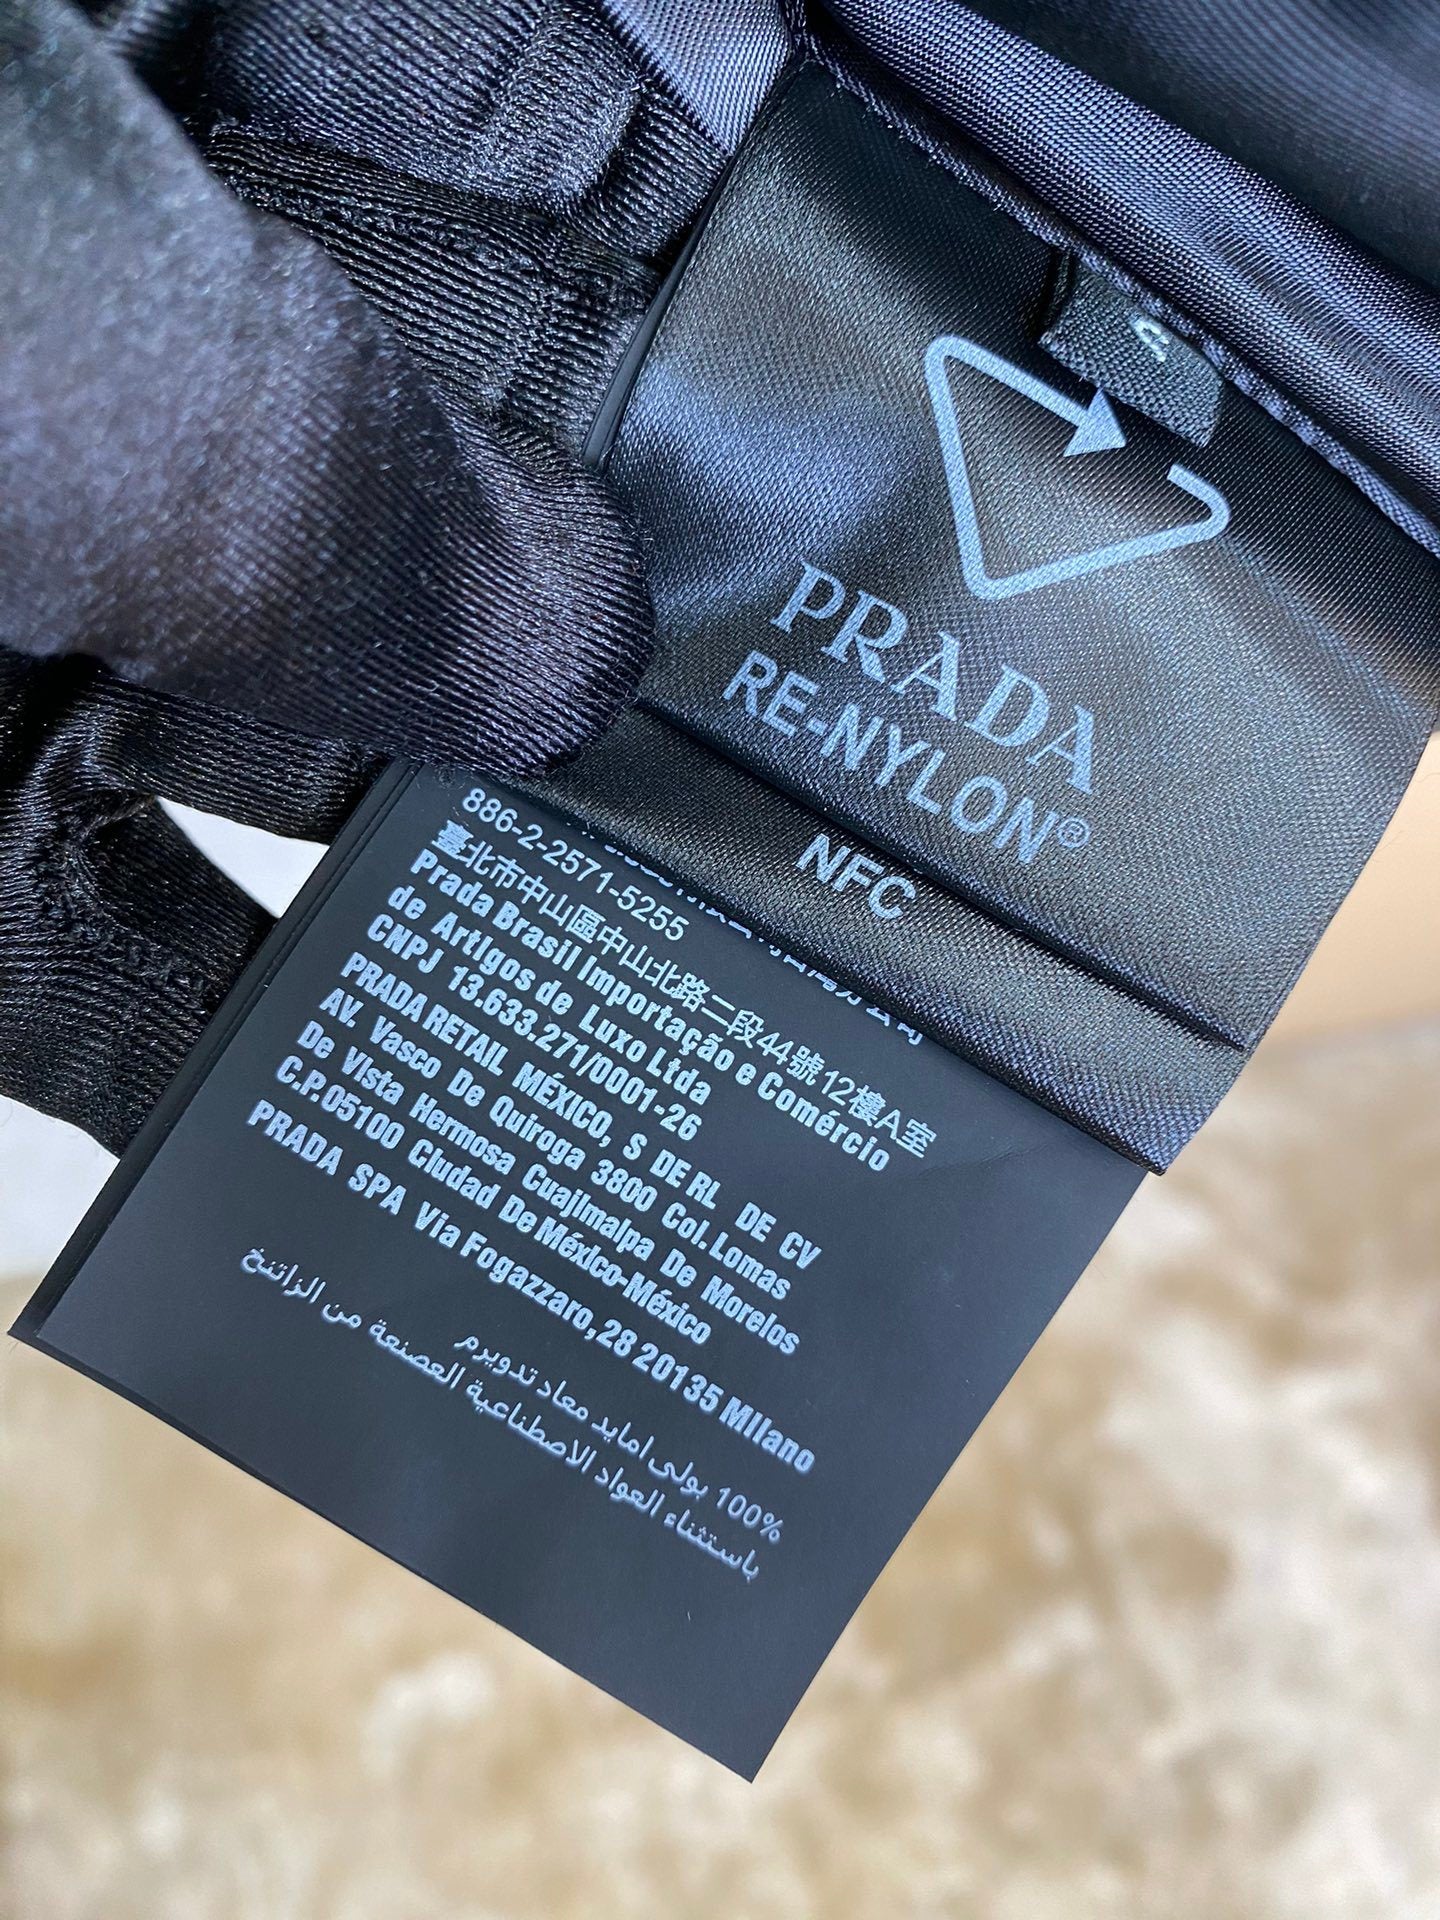 PRADA
RE-NYLON®
NFC
886-2-2571-5255
臺北市中山區中山北路二段44號12樓A室
Prada Brasil Importação e Comércio
de Artigos de Luxo Ltda
CNPJ 13.633.271/0001-26
PRADA RETAIL MÉXICO, S DE RL DE CV
AV. Vasco De Quiroga 3800 Col. Lomas
De Vista Hermosa Cuajimalpa De Morelos
C.P. 05100 Ciudad De México-México
PRADA SPA Via Fogazzaro, 28 20135 Milano
100% بولى امايد معاد تدويرم
باستثناء العواد الاصطناعية العصنعة من الزاتنج